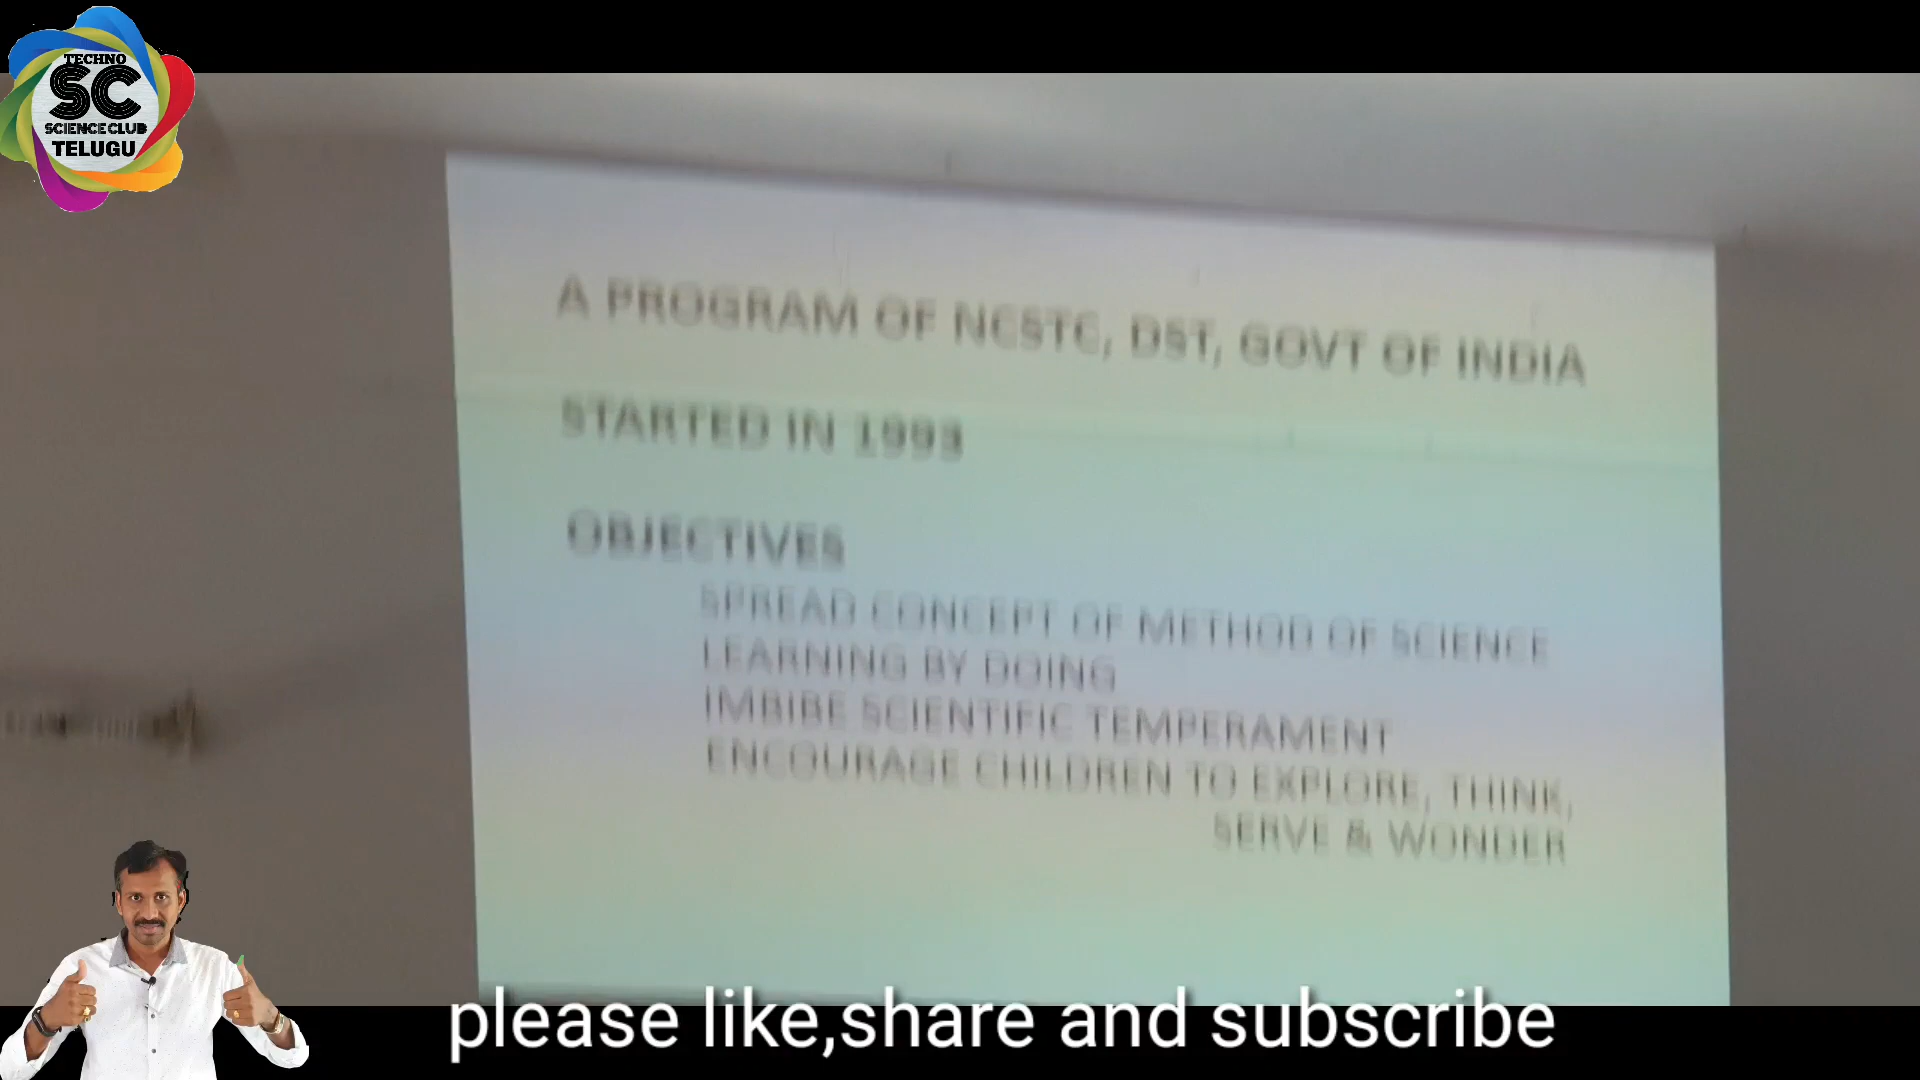 TECHNO
SC
SCIENCE CLUB
TELUGU
A PROGRAM OF NCSTC, DST, GOVT OF INDIA
STARTED IN 1993
OBJECTIVES
SPREAD CONCEPT OF METHOD OF SCIENCE
LEARNING BY DOING
IMBIBE SCIENTIFIC TEMPERAMENT
ENCOURAGE CHILDREN TO EXPLORE, THINK,
SERVE & WONDER
please like,share and subscribe